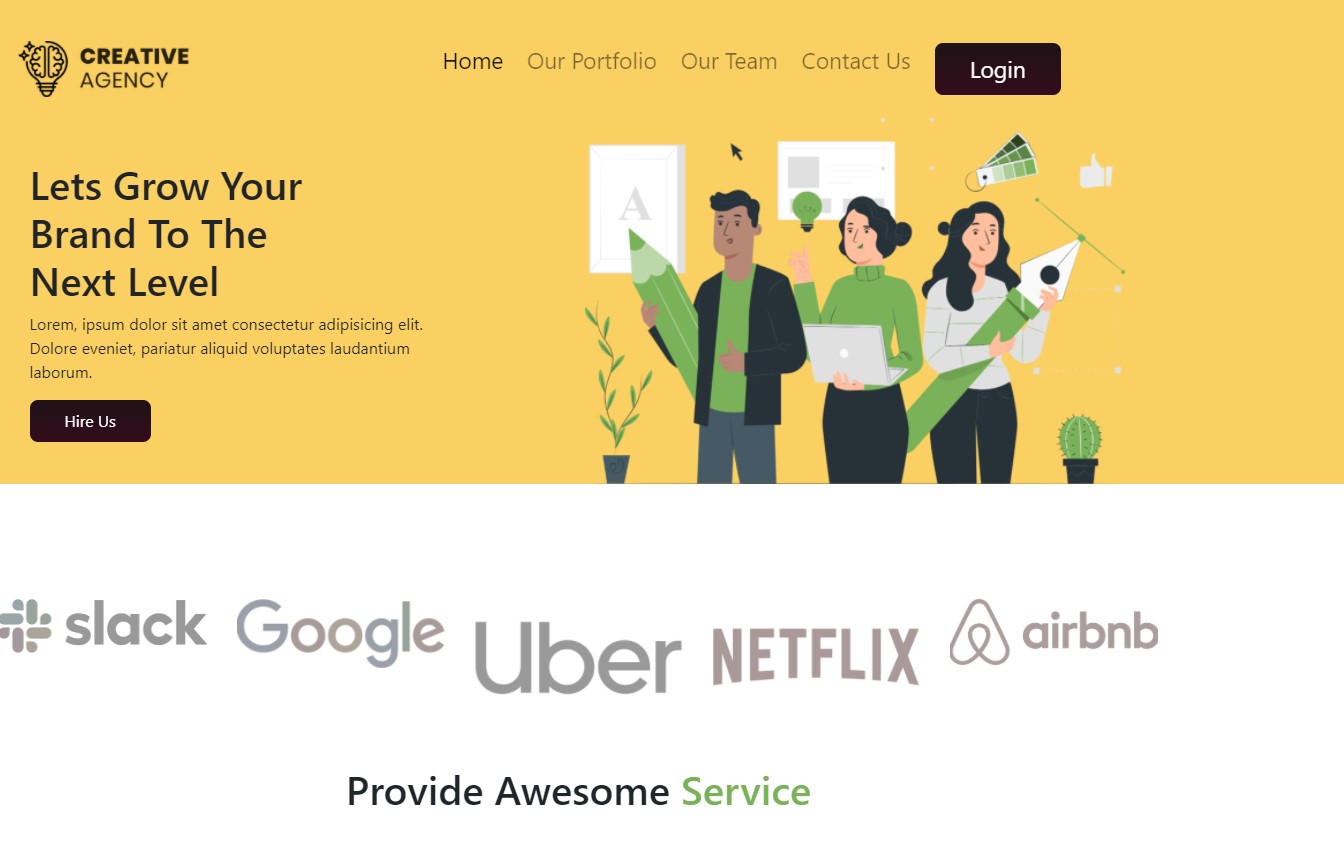 CREATIVE
AGENCY
Home Our Portfolio Our Team Contact Us Login
A
Lets Grow Your
Brand To The
Next Level
Lorem, ipsum dolor sit amet consectetur adipisicing elit.
Dolore eveniet, pariatur aliquid voluptates laudantium
laborum.
Hire Us
slack Google Uber NETFLIX airbnb
Provide Awesome Service